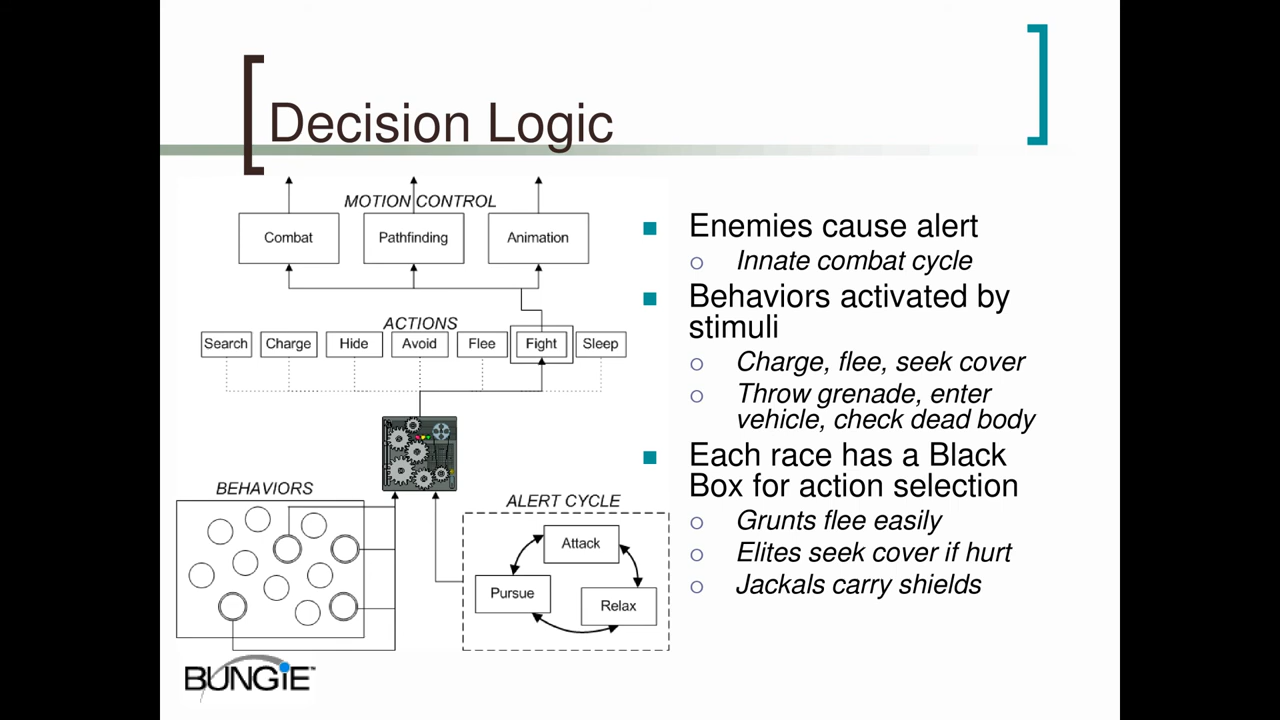 Decision Logic
MOTION CONTROL
Combat
Pathfinding
Animation
ACTIONS
Search
Charge
Hide
Avoid
Flee
Fight
Sleep
BEHAVIORS
ALERT CYCLE
Attack
Pursue
Relax
BUNGIE™
Enemies cause alert
Innate combat cycle
Behaviors activated by
stimuli
Charge, flee, seek cover
Throw grenade, enter
vehicle, check dead body
Each race has a Black
Box for action selection
Grunts flee easily
Elites seek cover if hurt
Jackals carry shields